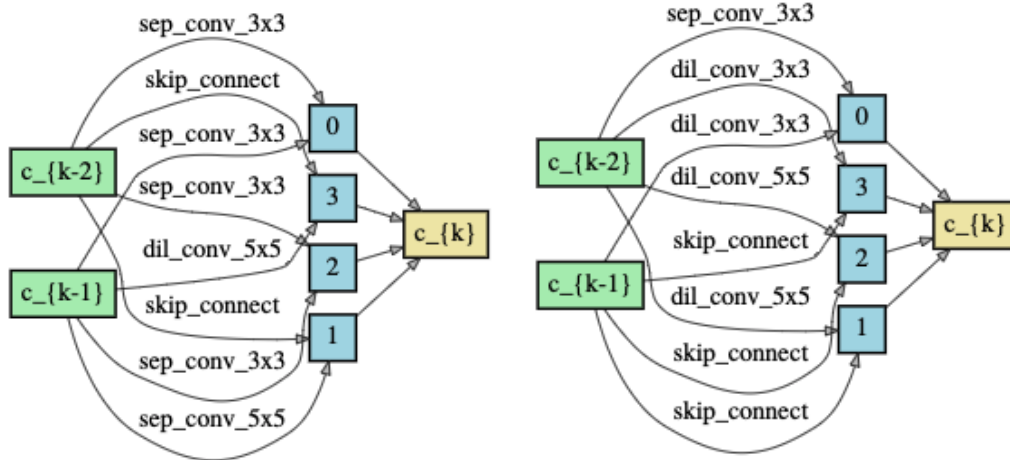 sep_conv_3x3
skip_connect
0
sep_conv_3x3
c_{k-2}
3
sep_conv_3x3
c_{k}
dil_conv_5x5
2
c_{k-1}
skip_connect
1
sep_conv_3x3
sep_conv_5x5
sep_conv_3x3
dil_conv_3x3
0
dil_conv_3x3
c_{k-2}
3
dil_conv_5x5
c_{k}
skip_connect
2
c_{k-1}
dil_conv_5x5
1
skip_connect
skip_connect